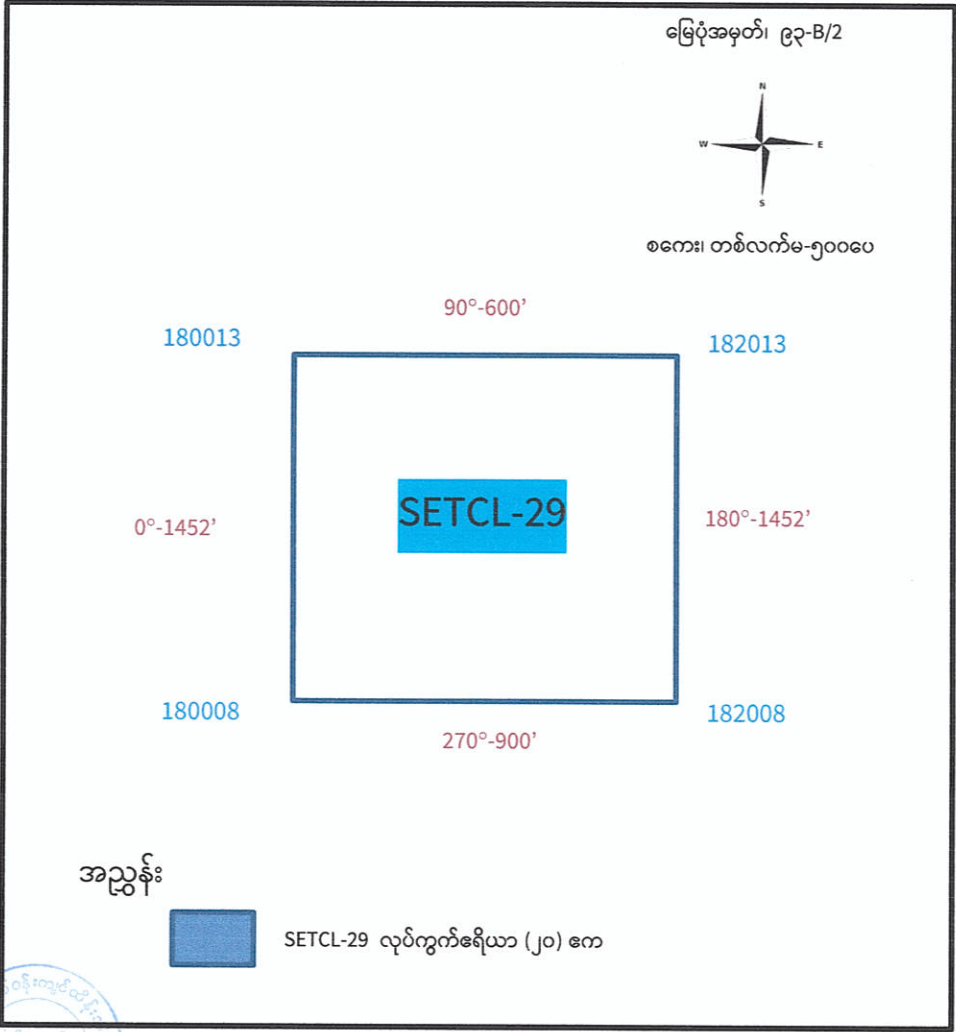 မြေပုံအမှတ်၊ ၉၃-B/2
N
W E
S
စကေး၊ တစ်လက်မ-၅၀၀ပေ
90°-600’
180013 182013
SETCL-29
0°-1452’ 180°-1452’
180008 182008
270°-900’
အညွှန်း
SETCL-29 လုပ်ကွက်ဧရိယာ (၂၀) ဧက